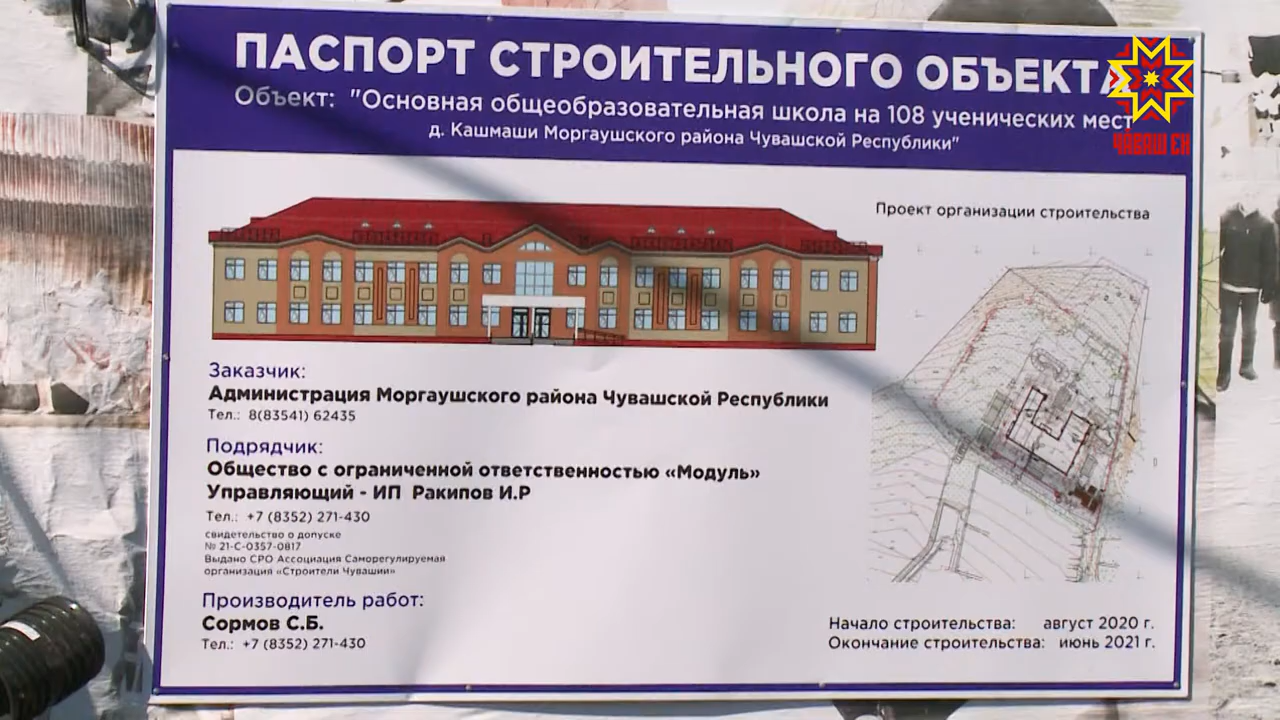 ПАСПОРТ СТРОИТЕЛЬНОГО ОБЪЕКТА
Объект: "Основная общеобразовательная школа на 108 ученических мест
д. Кашмаши Моргаушского района Чувашской Республики"
ЧӐВАШ ЕН
Проект организации строительства
Заказчик:
Администрация Моргаушского района Чувашской Республики
Тел.: 8(83541) 62435
Подрядчик:
Общество с ограниченной ответственностью «Модуль»
Управляющий - ИП Ракипов И.Р
Тел.: +7 (8352) 271-430
свидетельство о допуске
№ 21-С-0357-0817
Выдано СРО Ассоциация Саморегулируемая
организация «Строители Чувашии»
Производитель работ:
Сормов С.Б.
Тел.: +7 (8352) 271-430
Начало строительства: август 2020 г.
Окончание строительства: июнь 2021 г.